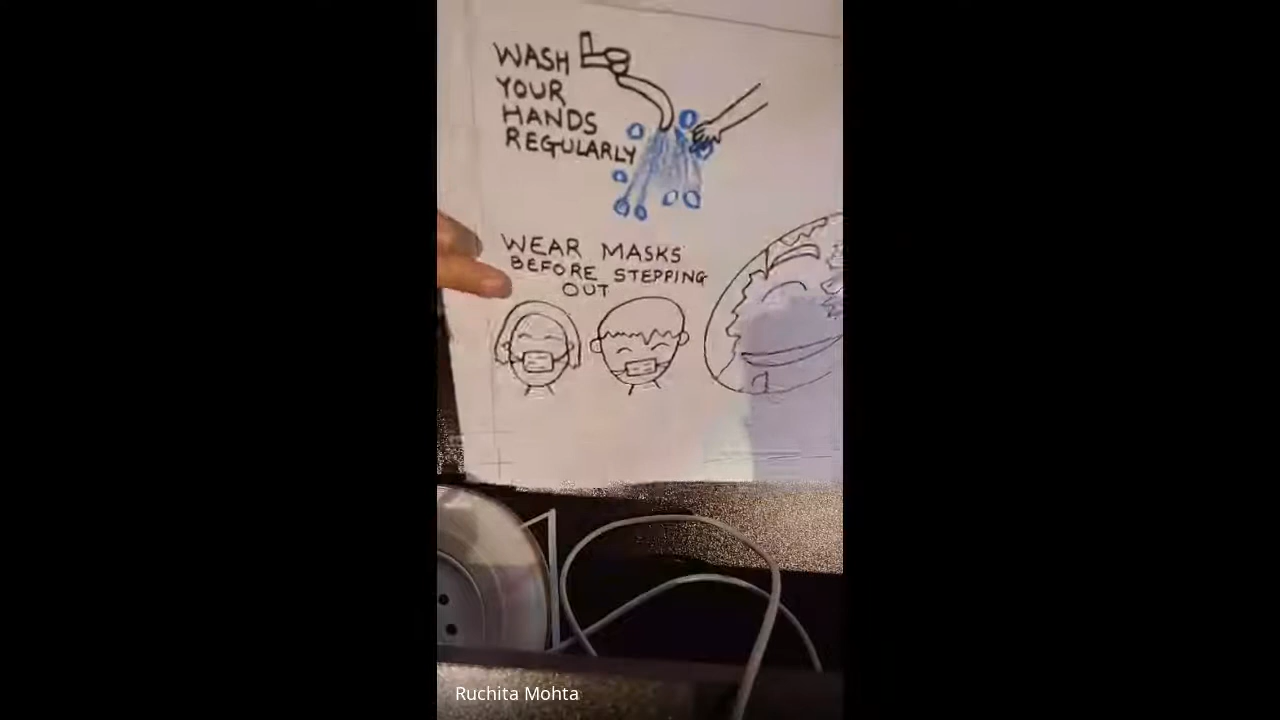 WASH
YOUR
HANDS
REGULARLY
WEAR MASKS
BEFORE STEPPING
OUT
Ruchita Mohta